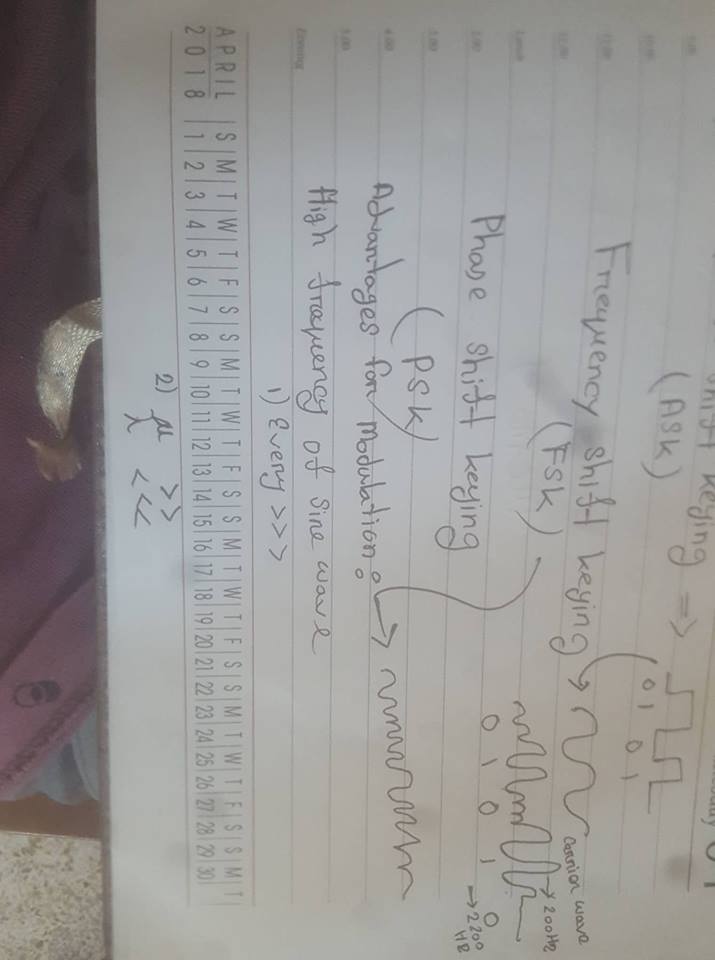 shift keying =>
(ASK)
0 1 0 1
Frequency shift keying
(FSK)
carrier wave
→ 200Hz
0 1 0 1 0
→ 2200
Hz
Phase shift keying
(PSK)
Advantages for modulation:
High frequency of sine wave
1) Every >>>
APRIL S M T W T F S S M T W T F S S M T W T F S S M T W T F S S M T
2018 1 2 3 4 5 6 7 8 9 10 11 12 13 14 15 16 17 18 19 20 21 22 23 24 25 26 27 28 29 30
2) >>
λ <<<